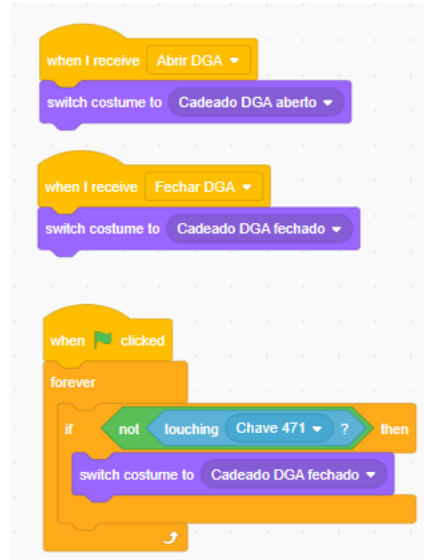 when I receive Abrir DGA
switch costume to Cadeado DGA aberto
when I receive Fechar DGA
switch costume to Cadeado DGA fechado
when clicked
forever
if not touching Chave 471 ? then
switch costume to Cadeado DGA fechado